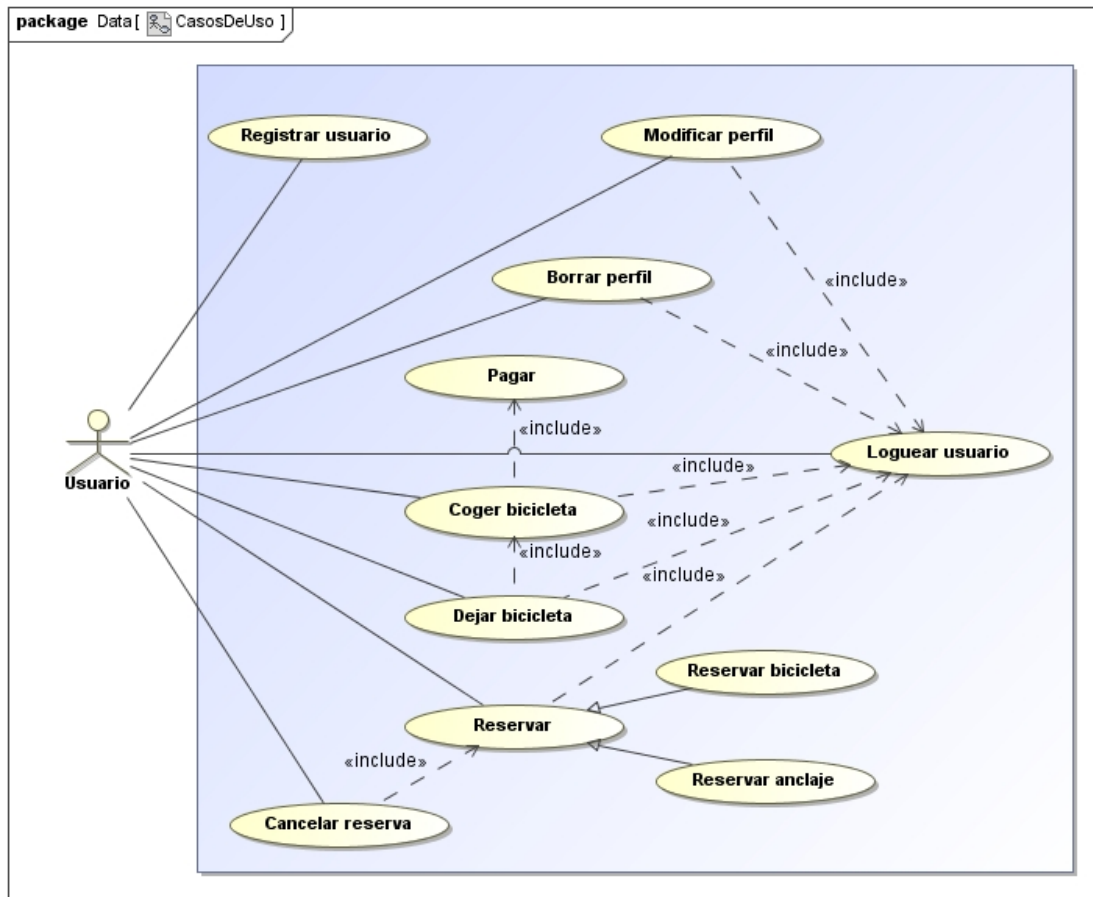 package Data[ CasosDeUso ]
Registrar usuario
Modificar perfil
Borrar perfil
«include»
«include»
Pagar
«include»
Loguear usuario
«include»
Usuario
Coger bicicleta
«include»
«include»
«include»
Dejar bicicleta
Reservar bicicleta
Reservar
«include»
Reservar anclaje
Cancelar reserva